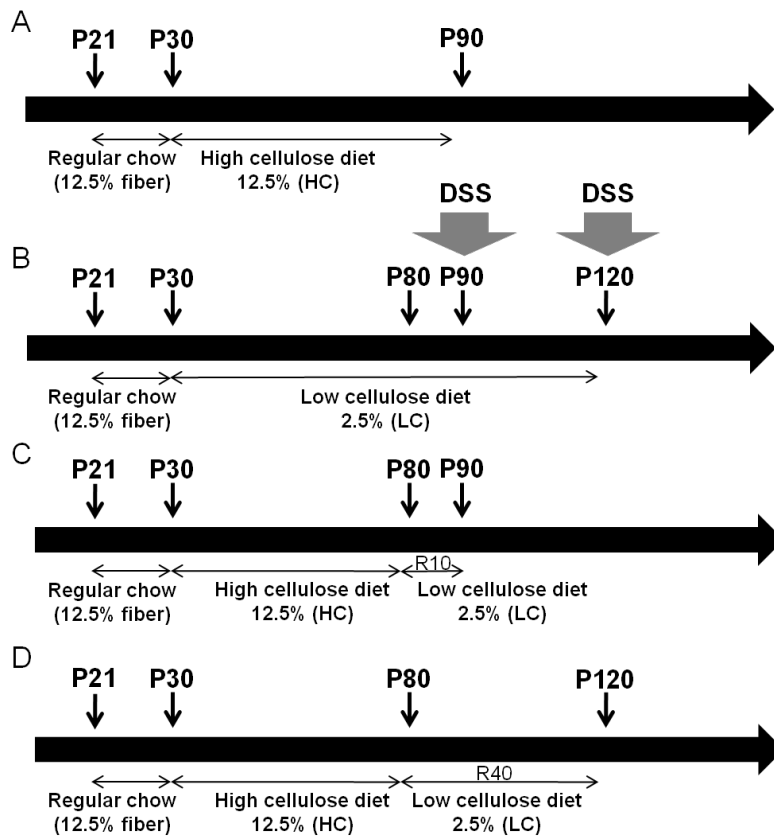 A
P21 P30 P90
Regular chow High cellulose diet
(12.5% fiber) 12.5% (HC)
DSS DSS
B
P21 P30 P80 P90 P120
Regular chow Low cellulose diet
(12.5% fiber) 2.5% (LC)
C
P21 P30 P80 P90
R10
Regular chow High cellulose diet Low cellulose diet
(12.5% fiber) 12.5% (HC) 2.5% (LC)
D
P21 P30 P80 P120
R40
Regular chow High cellulose diet Low cellulose diet
(12.5% fiber) 12.5% (HC) 2.5% (LC)